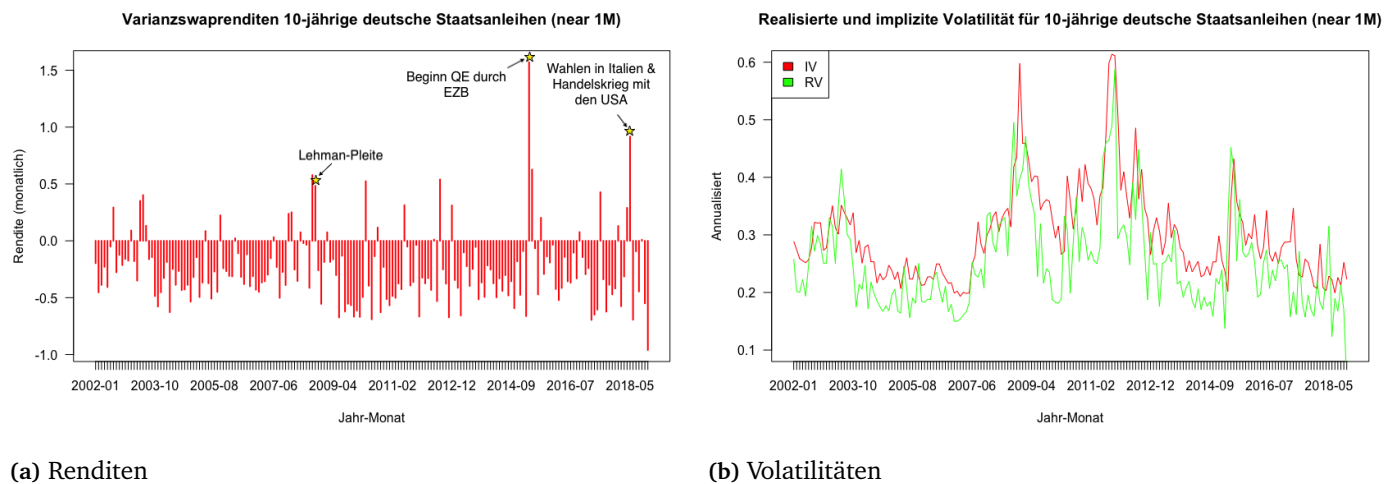 Varianzswaprenditen 10-jährige deutsche Staatsanleihen (near 1M)
Rendite (monatlich)
1.5
1.0
0.5
0.0
-0.5
-1.0
Beginn QE durch
EZB
Wahlen in Italien &
Handelskrieg mit
den USA
Lehman-Pleite
2002-01 2003-10 2005-08 2007-06 2009-04 2011-02 2012-12 2014-09 2016-07 2018-05
Jahr-Monat
(a) Renditen
Realisierte und implizite Volatilität für 10-jährige deutsche Staatsanleihen (near 1M)
Annualisiert
0.6
0.5
0.4
0.3
0.2
0.1
IV
RV
2002-01 2003-10 2005-08 2007-06 2009-04 2011-02 2012-12 2014-09 2016-07 2018-05
Jahr-Monat
(b) Volatilitäten